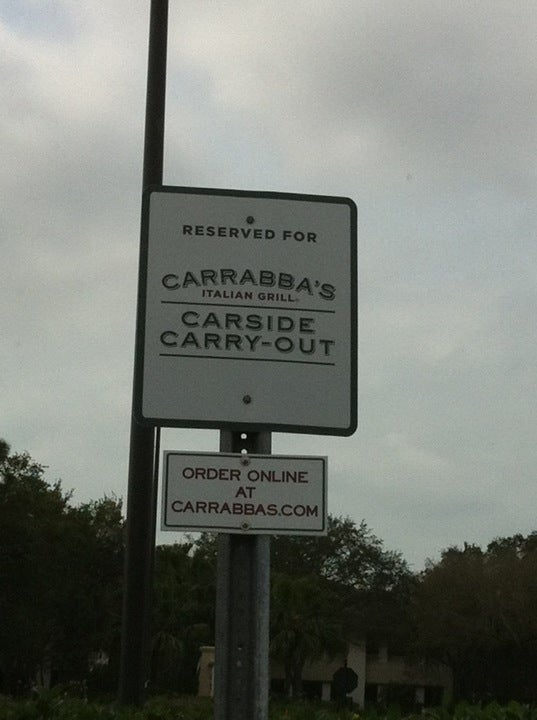 RESERVED FOR
CARRABBA'S
ITALIAN GRILL
CARSIDE
CARRY-OUT
ORDER ONLINE
AT
CARRABBAS.COM